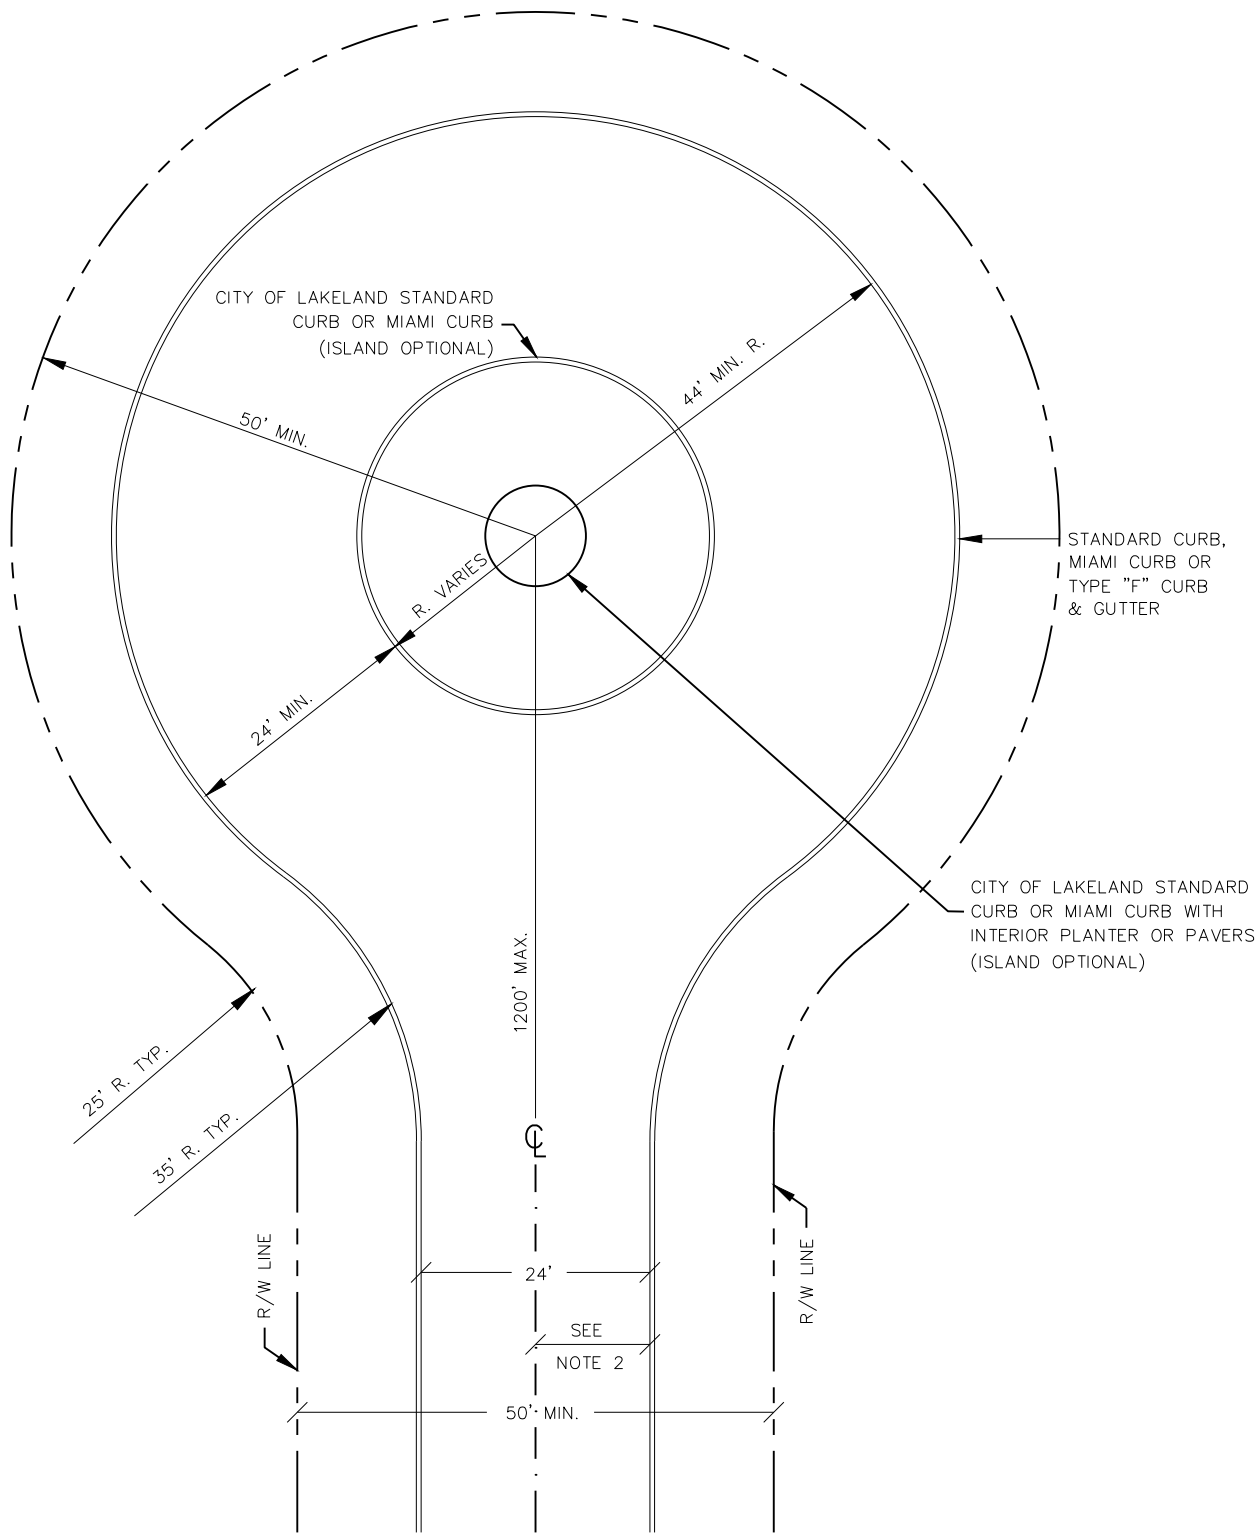 CITY OF LAKELAND STANDARD
CURB OR MIAMI CURB
(ISLAND OPTIONAL)
44' MIN. R.
50' MIN.
STANDARD CURB,
MIAMI CURB OR
TYPE "F" CURB
& GUTTER
R. VARIES
24' MIN.
CITY OF LAKELAND STANDARD
CURB OR MIAMI CURB WITH
INTERIOR PLANTER OR PAVERS
(ISLAND OPTIONAL)
1200' MAX.
25' R. TYP.
35' R. TYP.
CL
R/W LINE
R/W LINE
24'
SEE
NOTE 2
50' MIN.